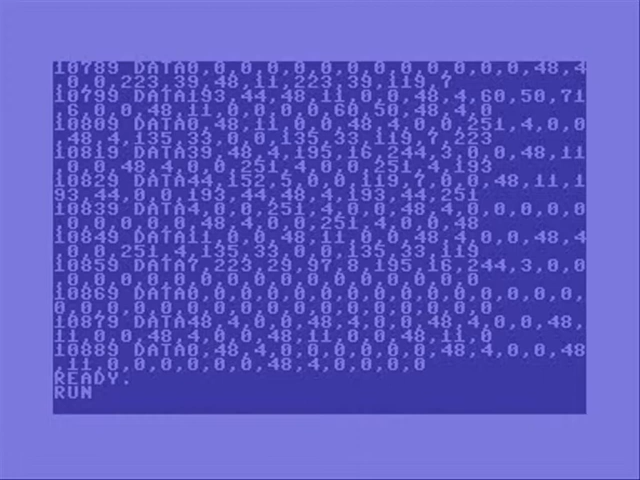 10789 DATA0,0,0,0,0,0,0,0,0,0,0,0,0,48,4
,0,0,223,39,48,11,223,39,119,7
10799 DATA193,44,48,11,0,0,48,4,60,50,71
,6,0,0,48,11,0,0,0,0,60,50,48,4,0
10809 DATA0,48,11,0,0,48,4,0,0,251,4,0,0
,48,4,135,33,0,0,135,33,119,7,223
10819 DATA39,48,4,195,16,244,3,0,0,48,11
,0,0,48,4,0,0,251,4,0,0,251,4,193
10829 DATA44,152,5,0,0,119,7,0,0,48,11,1
93,44,0,0,193,44,48,4,193,44,251
10839 DATA4,0,0,251,4,0,0,48,4,0,0,0,0,0
,0,0,0,0,0,48,4,0,0,251,4,0,0,48
10849 DATA11,0,0,48,11,0,0,48,4,0,0,48,4
,0,0,251,4,135,33,0,0,135,33,119
10859 DATA7,223,29,97,8,195,16,244,3,0,0
,0,0,0,0,0,0,0,0,0,0,0,0,0,0,0
10869 DATA0,0,0,0,0,0,0,0,0,0,0,0,0,0,0,
0,0,0,0,0,0,0,0,0,0,0,0,0,0,0
10879 DATA48,4,0,0,48,4,0,0,48,4,0,0,48,
11,0,0,48,4,0,0,48,11,0,0,48,11,0
10889 DATA0,48,4,0,0,0,0,0,0,48,4,0,0,48
,11,0,0,0,0,0,0,48,4,0,0,0,0
READY.
RUN